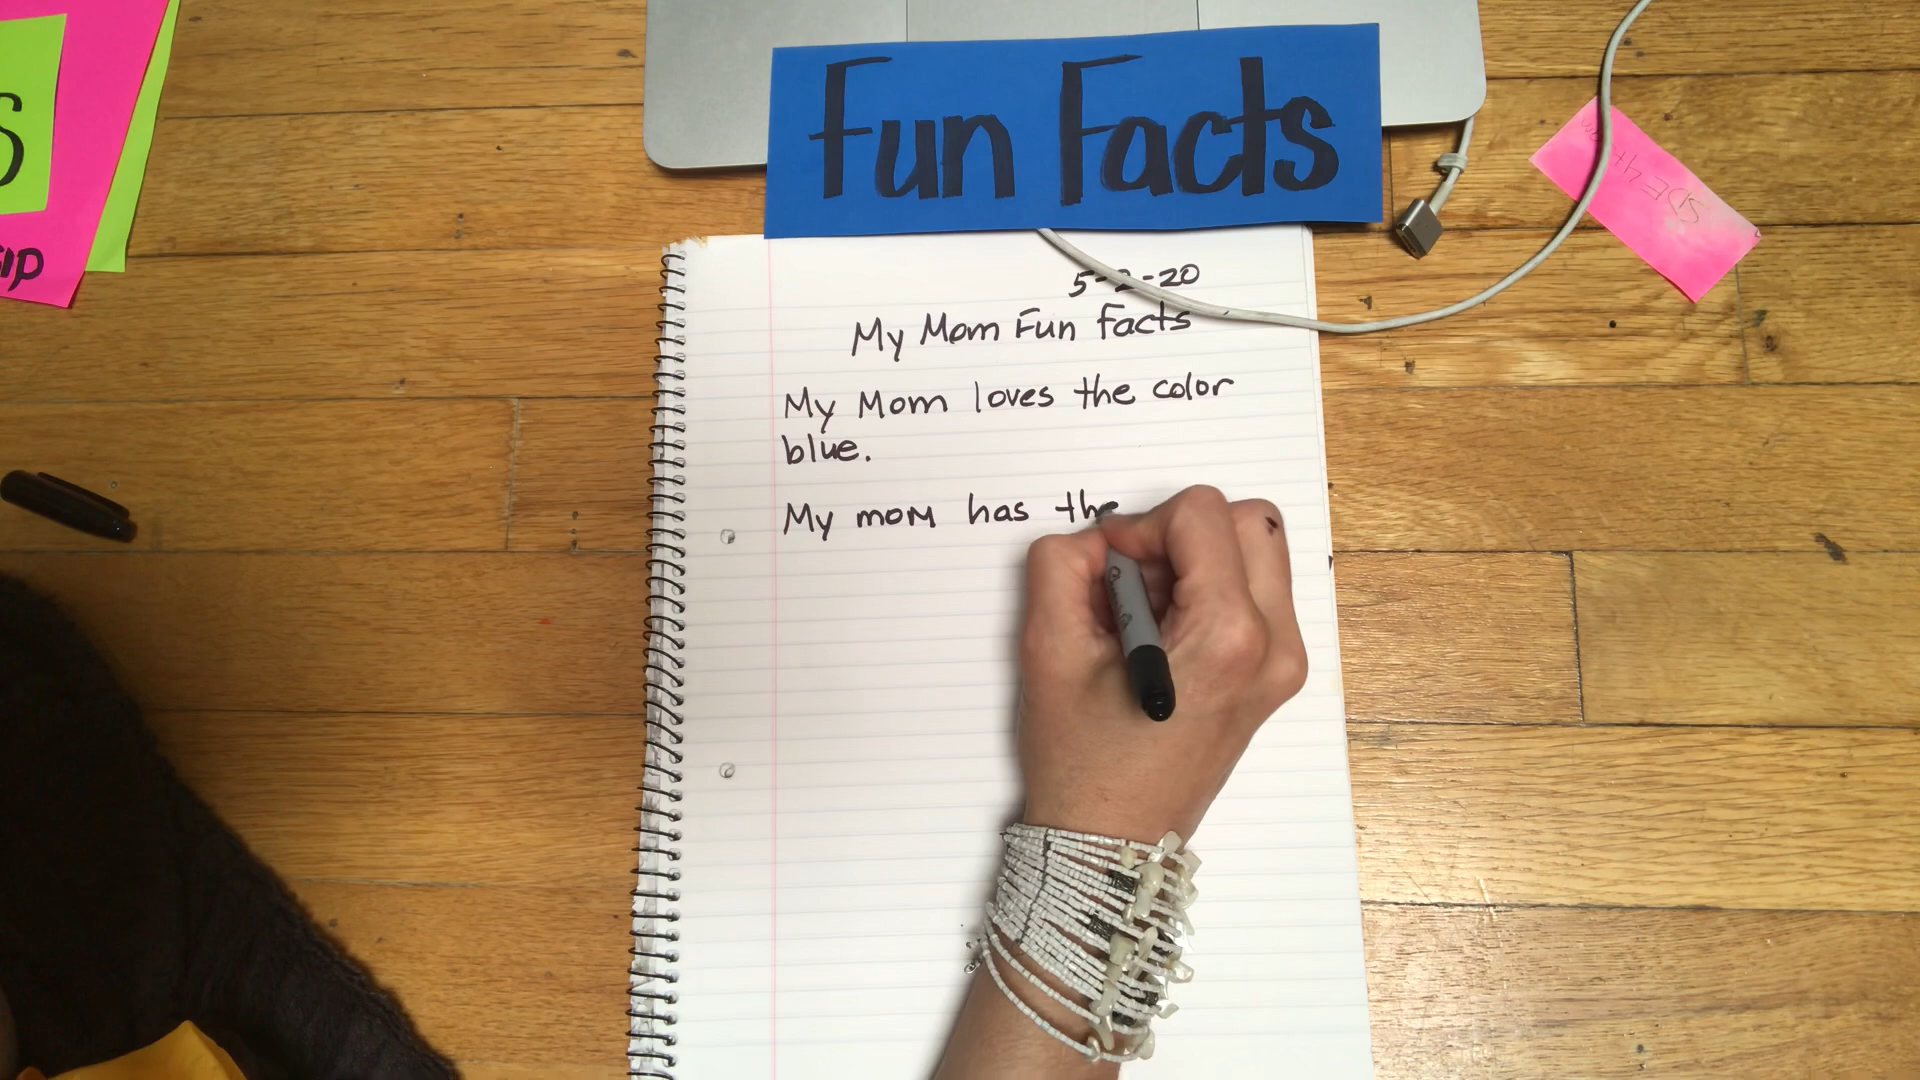 S
sip
Fun Facts
5-2-20
My Mom Fun Facts
My Mom loves the color
blue.
My mom has the